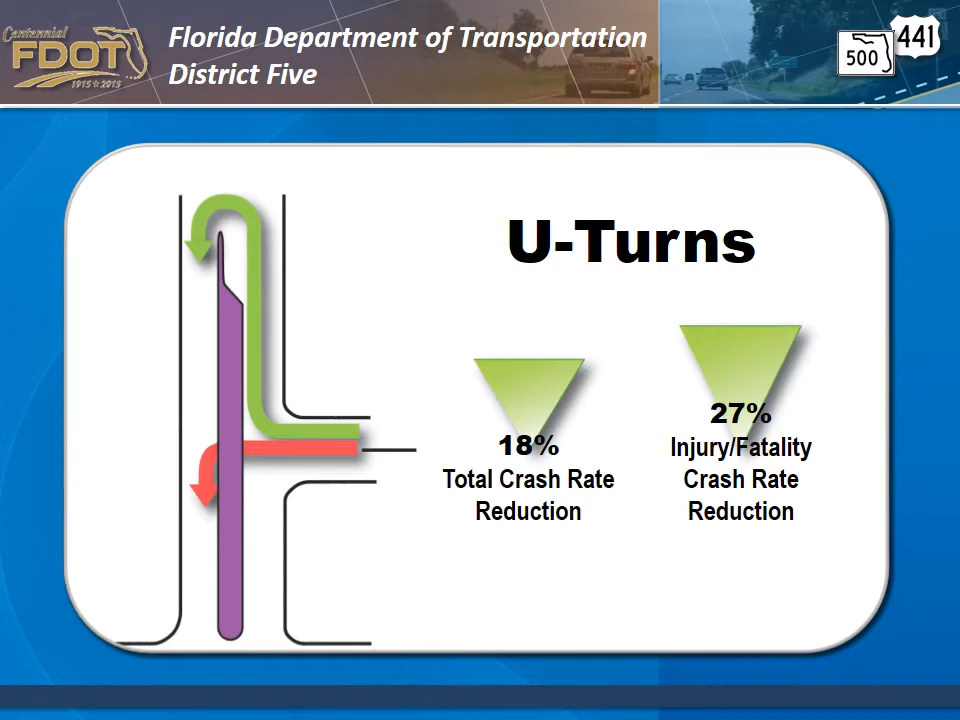 Centennial
FDOT
1915☆2015
Florida Department of Transportation
District Five
500
441
U-Turns
18%
Total Crash Rate
Reduction
27%
Injury/Fatality
Crash Rate
Reduction